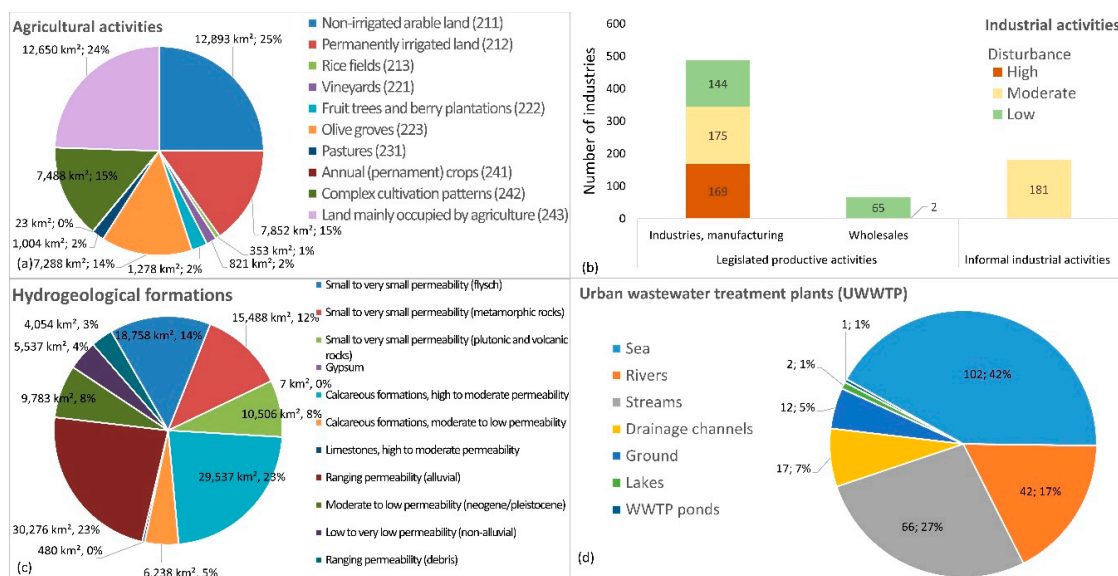 Agricultural activities
12,650 km²; 24%
12,893 km²; 25%
7,488 km²; 15%
23 km²; 0%
1,004 km²; 2%
7,288 km²; 14%
1,278 km²; 2%
821 km²; 2%
353 km²; 1%
7,852 km²; 15%
(a)
Non-irrigated arable land (211)
Permanently irrigated land (212)
Rice fields (213)
Vineyards (221)
Fruit trees and berry plantations (222)
Olive groves (223)
Pastures (231)
Annual (pernament) crops (241)
Complex cultivation patterns (242)
Land mainly occupied by agriculture (243)
Industrial activities
Disturbance
High
Moderate
Low
Number of industries
600
500
400
300
200
100
0
144
175
169
65
2
181
Industries, manufacturing
Wholesales
Legislated productive activities
Informal industrial activities
(b)
Hydrogeological formations
4,054 km², 3%
5,537 km², 4%
9,783 km², 8%
30,276 km², 23%
480 km², 0%
6,238 km², 5%
18,758 km², 14%
15,488 km², 12%
7 km², 0%
10,506 km², 8%
29,537 km², 23%
(c)
Small to very small permeability (flysch)
Small to very small permeability (metamorphic rocks)
Small to very small permeability (plutonic and volcanic
rocks)
Gypsum
Calcareous formations, high to moderate permeability
Calcareous formations, moderate to low permeability
Limestones, high to moderate permeability
Ranging permeability (alluvial)
Moderate to low permeability (neogene/pleistocene)
Low to very low permeability (non-alluvial)
Ranging permeability (debris)
Urban wastewater treatment plants (UWWTP)
Sea
Rivers
Streams
Drainage channels
Ground
Lakes
WWTP ponds
1; 1%
2; 1%
12; 5%
17; 7%
66; 27%
42; 17%
102; 42%
(d)